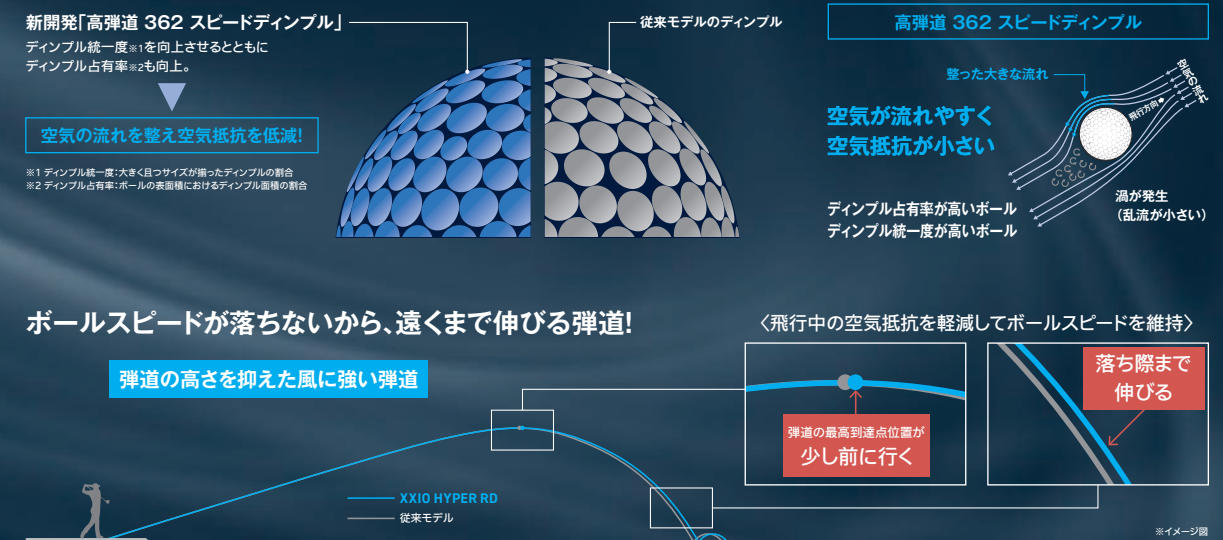 新開発「高弾道 362 スピードディンプル」
ディンプル統一度※1を向上させるとともに
ディンプル占有率※2も向上。
空気の流れを整え空気抵抗を低減!
※1 ディンプル統一度:大きく且つサイズが揃ったディンプルの割合
※2 ディンプル占有率:ボールの表面積におけるディンプル面積の割合
従来モデルのディンプル
高弾道 362 スピードディンプル
整った大きな流れ
空気の流れ
飛行方向
空気が流れやすく
空気抵抗が小さい
ディンプル占有率が高いボール
ディンプル統一度が高いボール
渦が発生
(乱流が小さい)
ボールスピードが落ちないから、遠くまで伸びる弾道!
弾道の高さを抑えた風に強い弾道
〈飛行中の空気抵抗を軽減してボールスピードを維持〉
弾道の最高到達点位置が
少し前に行く
落ち際まで
伸びる
XXIO HYPER RD
従来モデル
※イメージ図